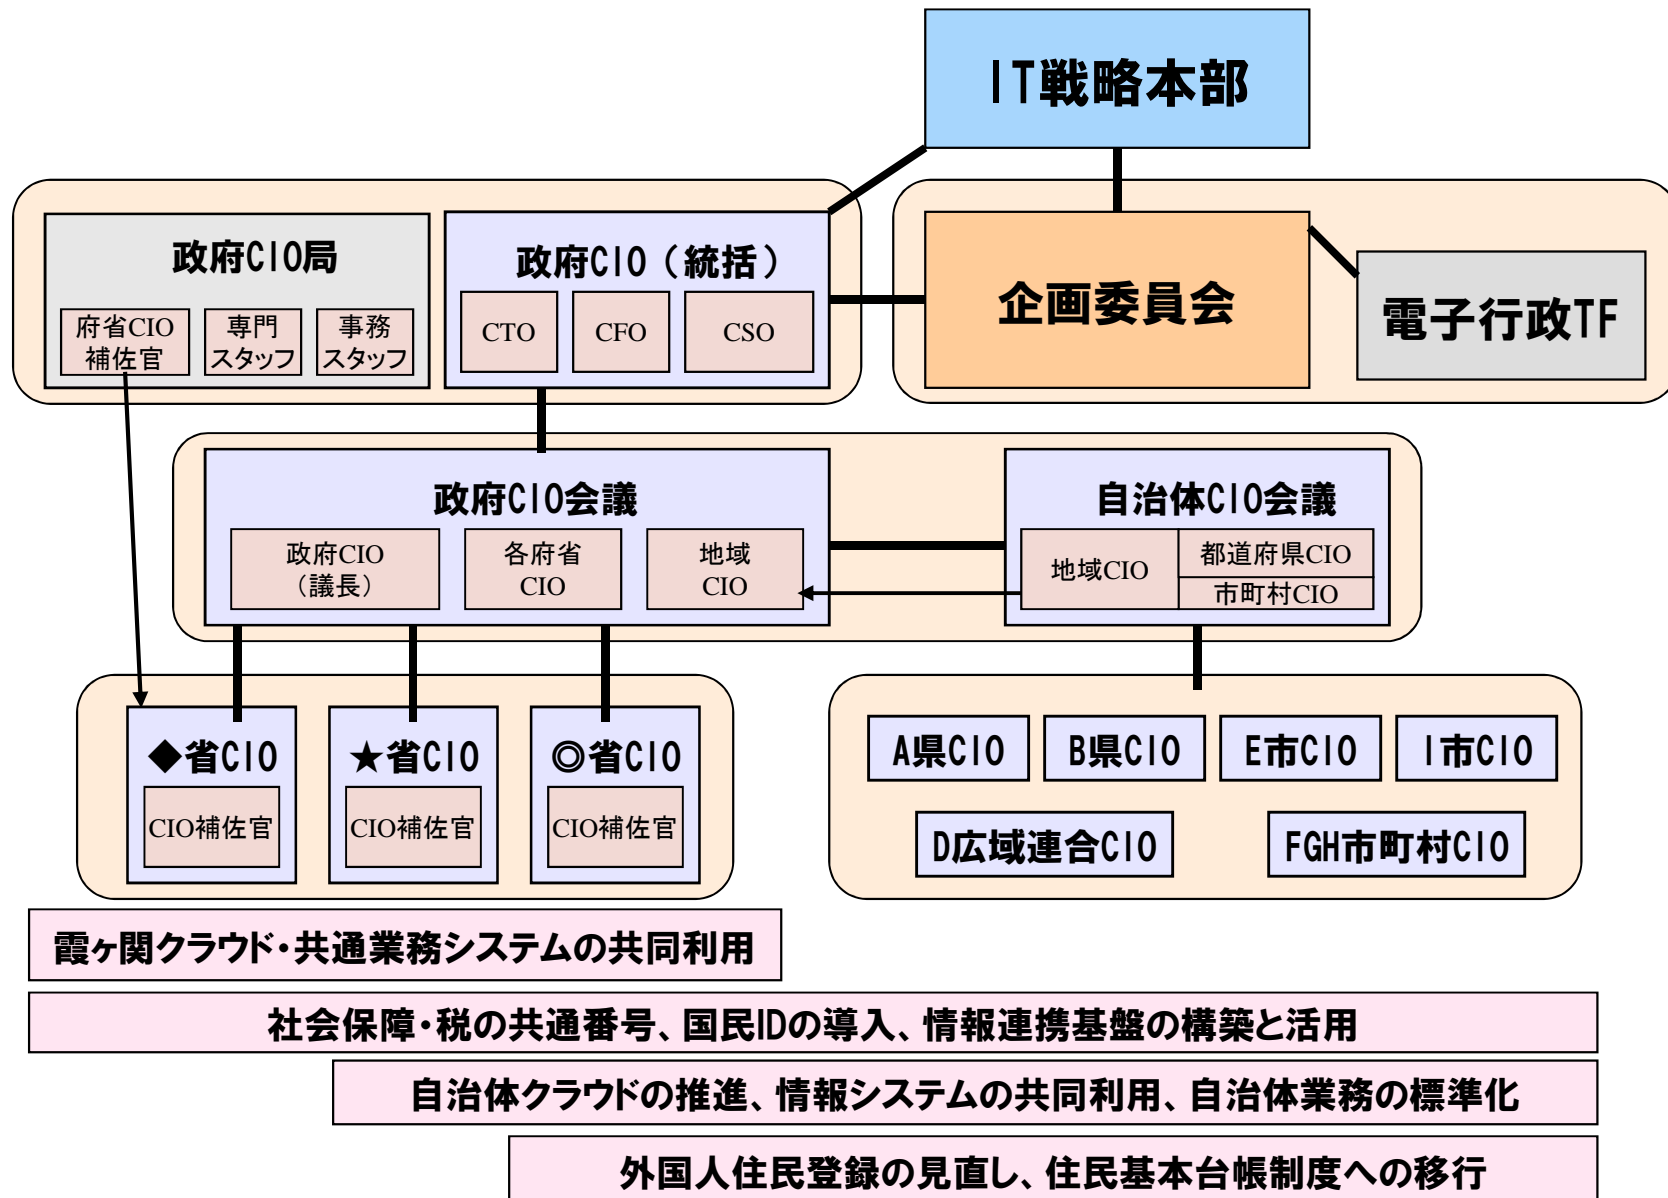 IT戦略本部
政府CIO局
府省CIO
補佐官
専門
スタッフ
事務
スタッフ
政府CIO（統括）
CTO
CFO
CSO
企画委員会
電子行政TF
政府CIO会議
政府CIO
（議長）
各府省
CIO
地域
CIO
自治体CIO会議
地域CIO
都道府県CIO
市町村CIO
◆省CIO
CIO補佐官
★省CIO
CIO補佐官
◎省CIO
CIO補佐官
A県CIO
B県CIO
E市CIO
I市CIO
D広域連合CIO
FGH市町村CIO
霞ヶ関クラウド・共通業務システムの共同利用
社会保障・税の共通番号、国民IDの導入、情報連携基盤の構築と活用
自治体クラウドの推進、情報システムの共同利用、自治体業務の標準化
外国人住民登録の見直し、住民基本台帳制度への移行